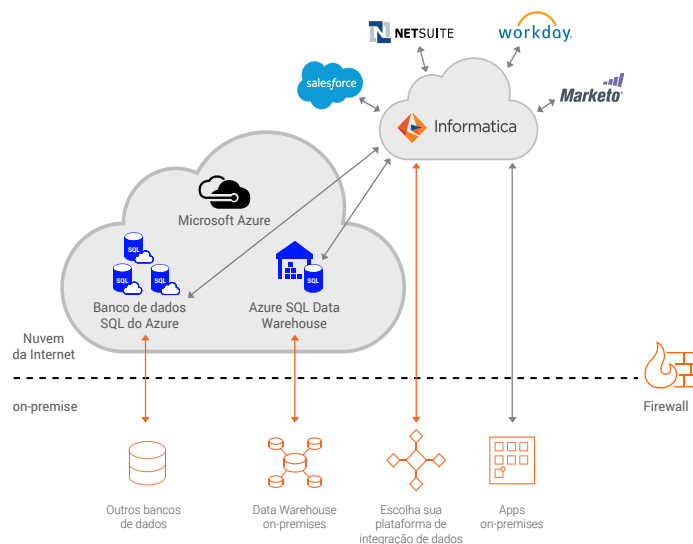 NETSUITE
workday.
salesforce
Marketo
Informatica
Microsoft Azure
SQL
SQL
SQL
SQL
Banco de dados
SQL do Azure
Azure SQL Data
Warehouse
Nuvem
da Internet
on-premise
Firewall
Outros bancos
de dados
Data Warehouse
on-premises
Escolha sua
plataforma de
integração de dados
Apps
on-premises